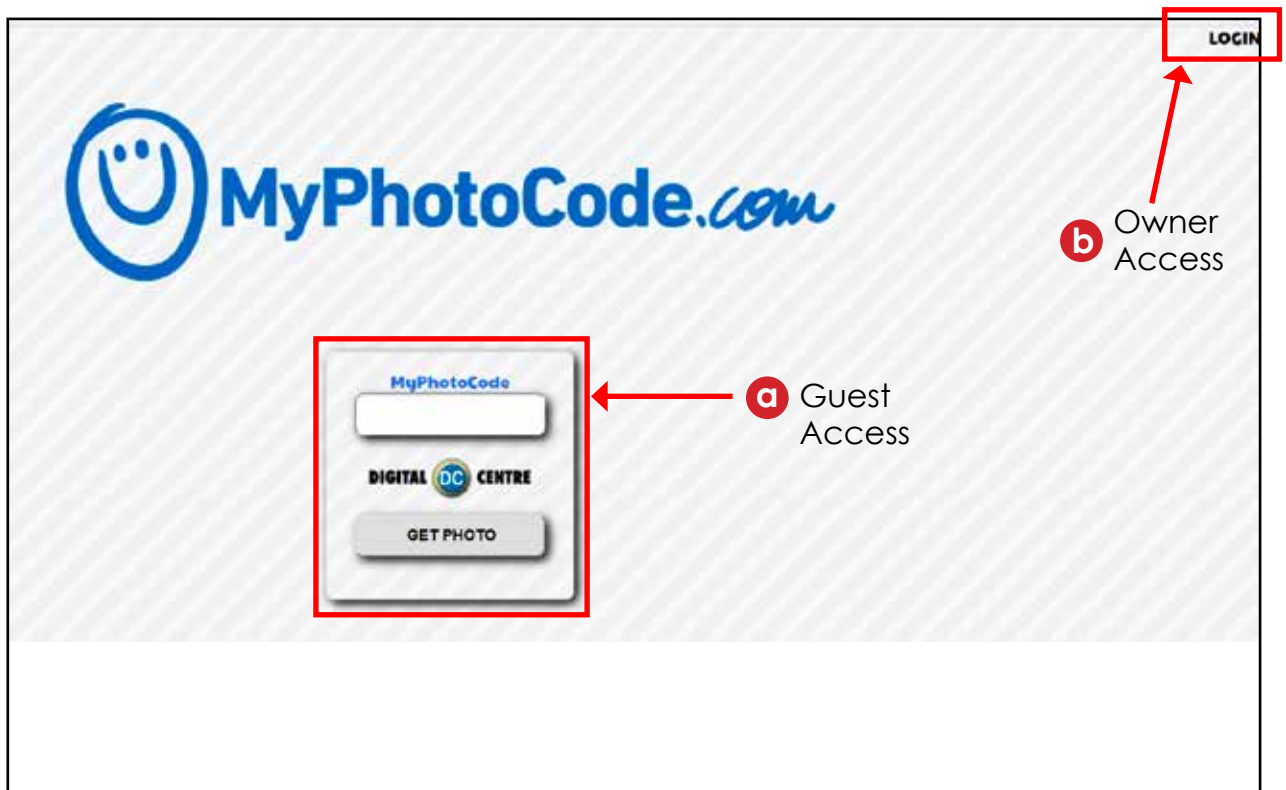 LOGIN
MyPhotoCode.com
b Owner
Access
MyPhotoCode
a Guest
Access
DIGITAL DC CENTRE
GET PHOTO